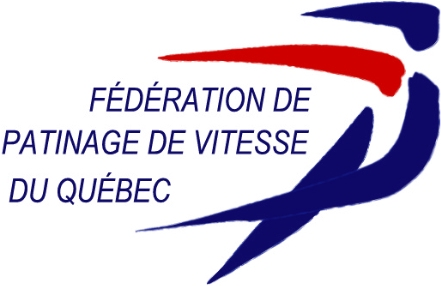 FÉDÉRATION DE
PATINAGE DE VITESSE
DU QUÉBEC